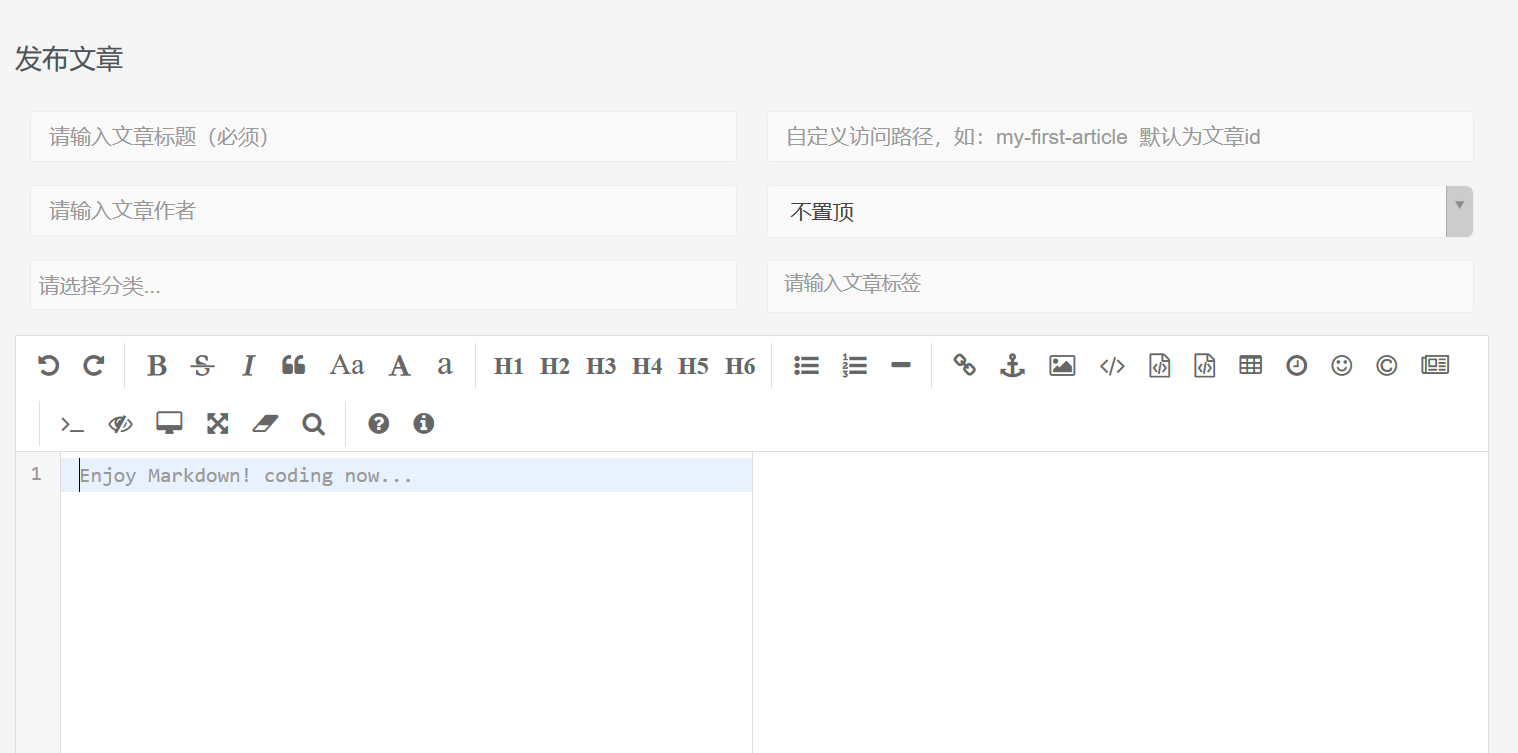 发布文章
请输入文章标题（必须）
自定义访问路径，如：my-first-article 默认为文章id
请输入文章作者
不置顶
请选择分类...
请输入文章标签
B S I Aa A a H1 H2 H3 H4 H5 H6
1 Enjoy Markdown! coding now...